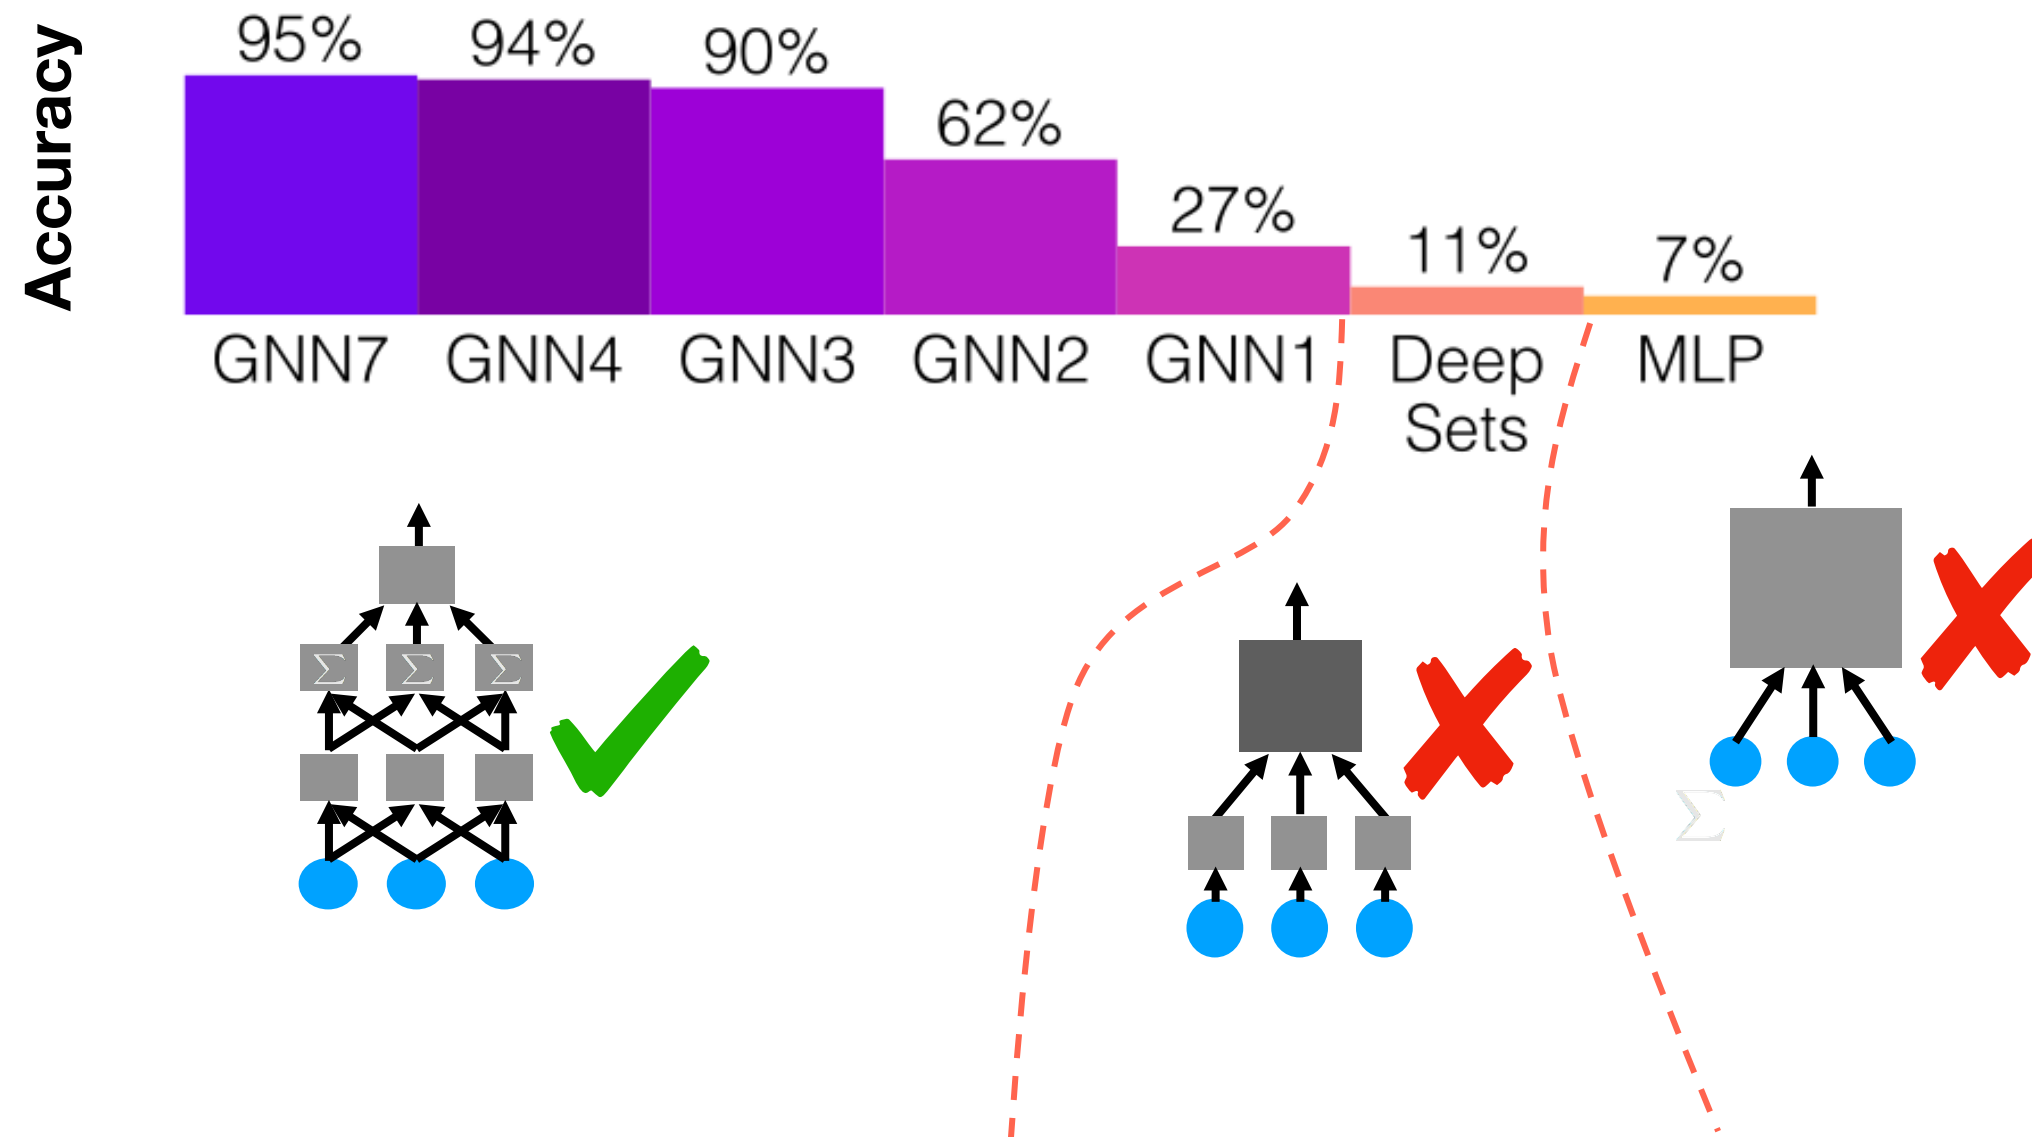 Accuracy
95% 94% 90% 62% 27% 11% 7%
GNN7 GNN4 GNN3 GNN2 GNN1 Deep Sets MLP
Σ Σ Σ
Σ